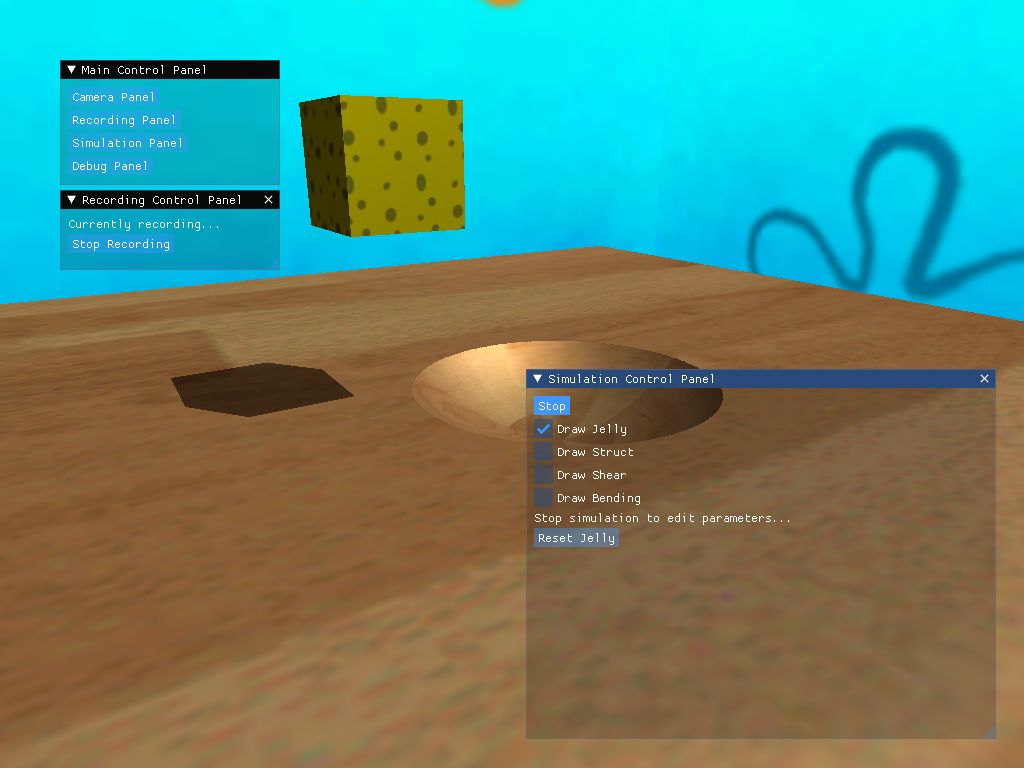 Main Control Panel
Camera Panel
Recording Panel
Simulation Panel
Debug Panel
Recording Control Panel
Currently recording...
Stop Recording
Simulation Control Panel
Stop
Draw Jelly
Draw Struct
Draw Shear
Draw Bending
Stop simulation to edit parameters...
Reset Jelly